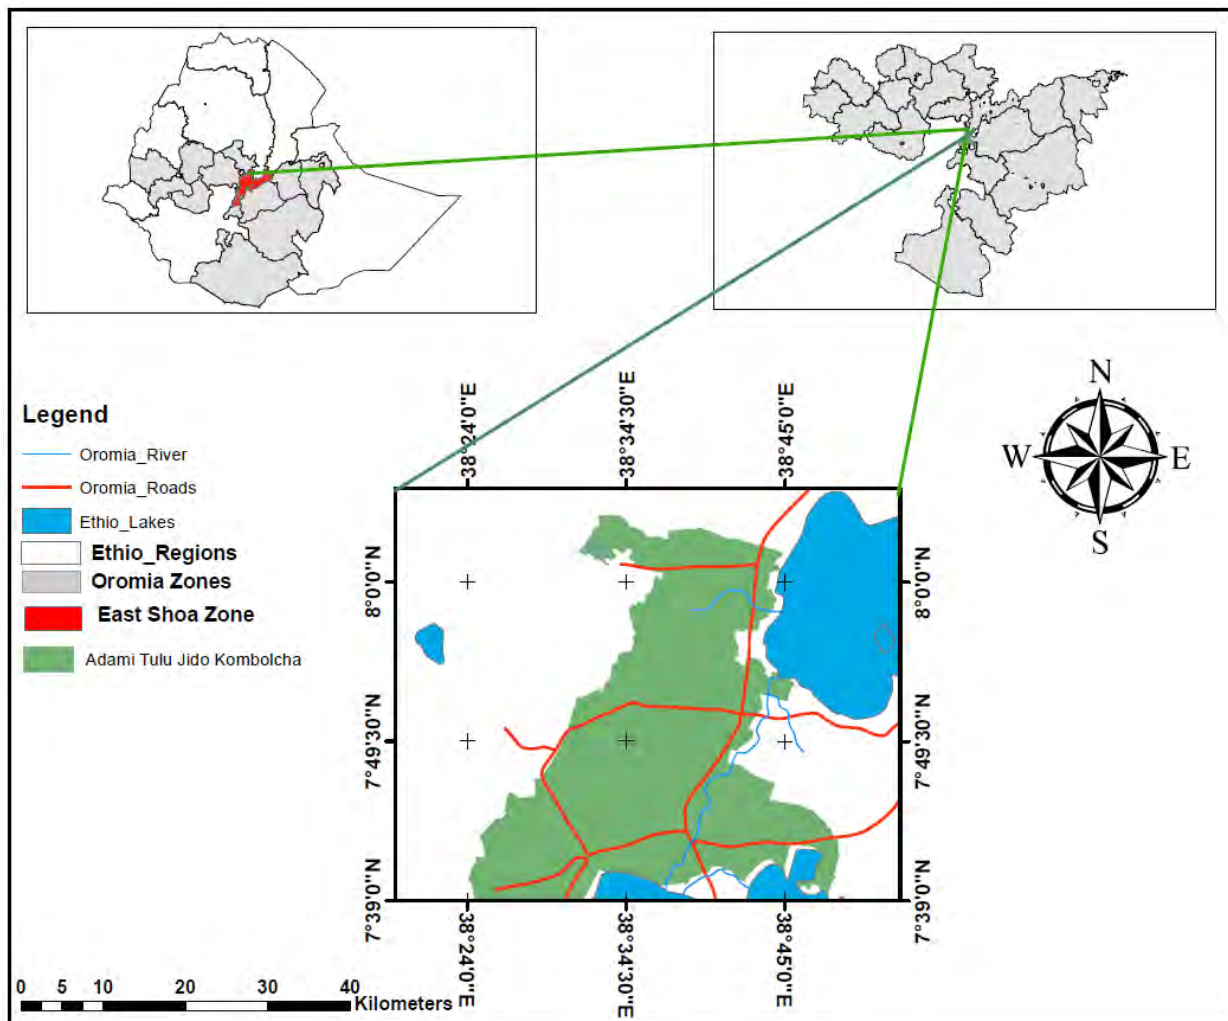 38°24'0"E
38°34'30"E
38°45'0"E
N
W
E
S
Legend
Oromia_River
Oromia_Roads
Ethio_Lakes
Ethio_Regions
Oromia Zones
East Shoa Zone
Adami Tulu Jido Kombolcha
8°0'0"N
8°0'0"N
7°49'30"N
7°49'30"N
7°39'0"N
7°39'0"N
38°24'0"E
38°34'30"E
38°45'0"E
0 5 10 20 30 40
Kilometers